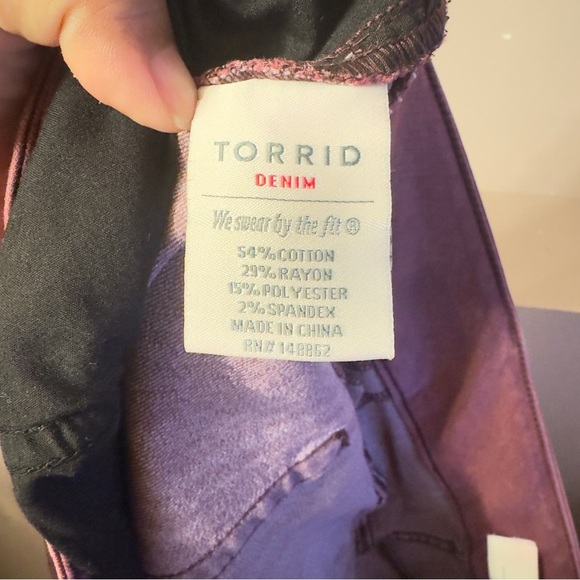 TORRID
DENIM
We swear by the fit ®
54% COTTON
29% RAYON
15% POLYESTER
2% SPANDEX
MADE IN CHINA
RN# 148862